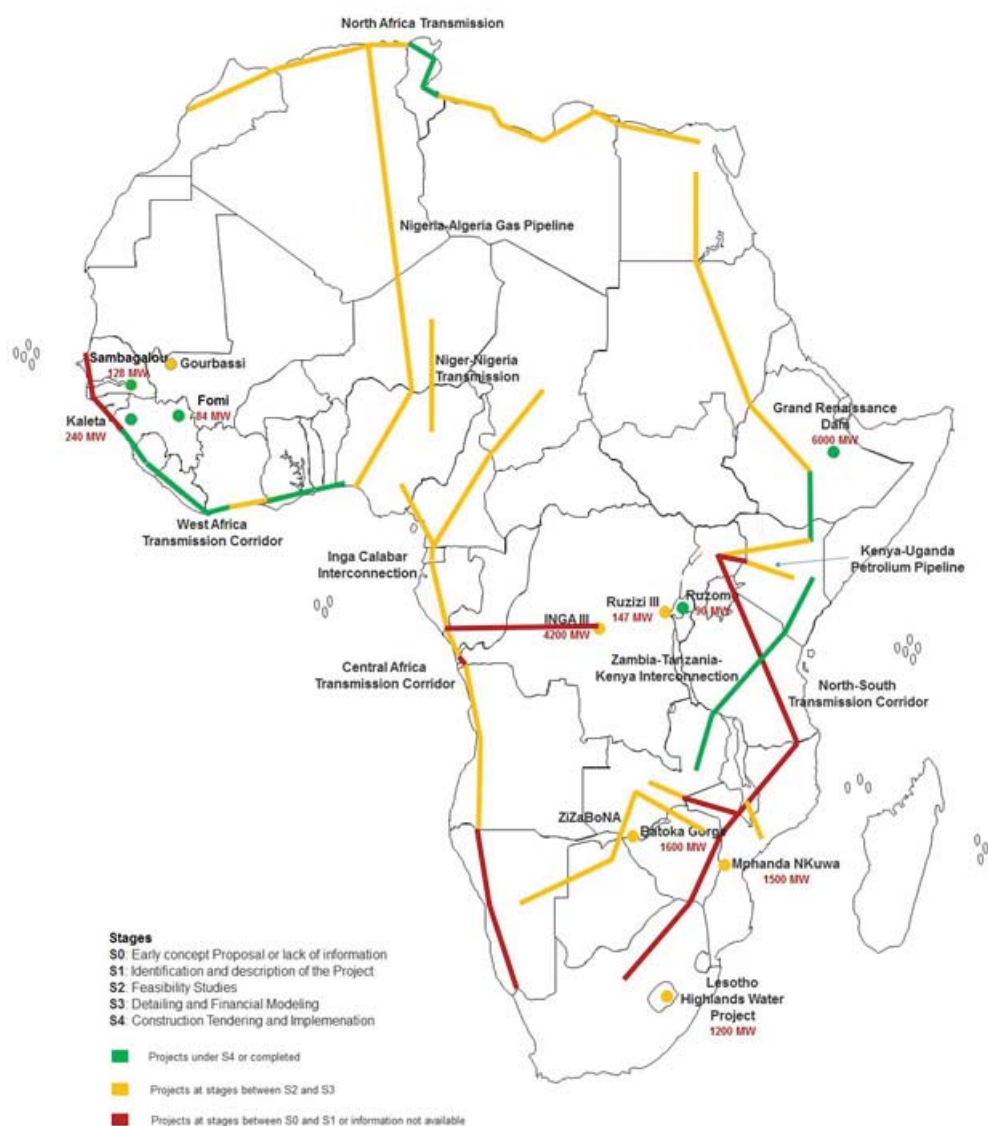 North Africa Transmission
Nigeria-Algeria Gas Pipeline
Sambagalou
128 MW
Gourbassi
Niger-Nigeria
Transmission
Fomi
84 MW
Kaleta
240 MW
Grand Renaissance
Dam
6000 MW
West Africa
Transmission Corridor
Inga Calabar
Interconnection
Kenya-Uganda
Petrolium Pipeline
INGA III
4200 MW
Ruzizi III
147 MW
Ruzomo
90 MW
Central Africa
Transmission Corridor
Zambia-Tanzania-
Kenya Interconnection
North-South
Transmission Corridor
ZiZaBoNA
Batoka Gorge
1600 MW
Mphanda NKuwa
1500 MW
Lesotho
Highlands Water
Project
1200 MW
Stages
S0: Early concept Proposal or lack of information
S1: Identification and description of the Project
S2: Feasibility Studies
S3: Detailing and Financial Modeling
S4: Construction Tendering and Implemenation
Projects under S4 or completed
Projects at stages between S2 and S3
Projects at stages between S0 and S1 or information not available